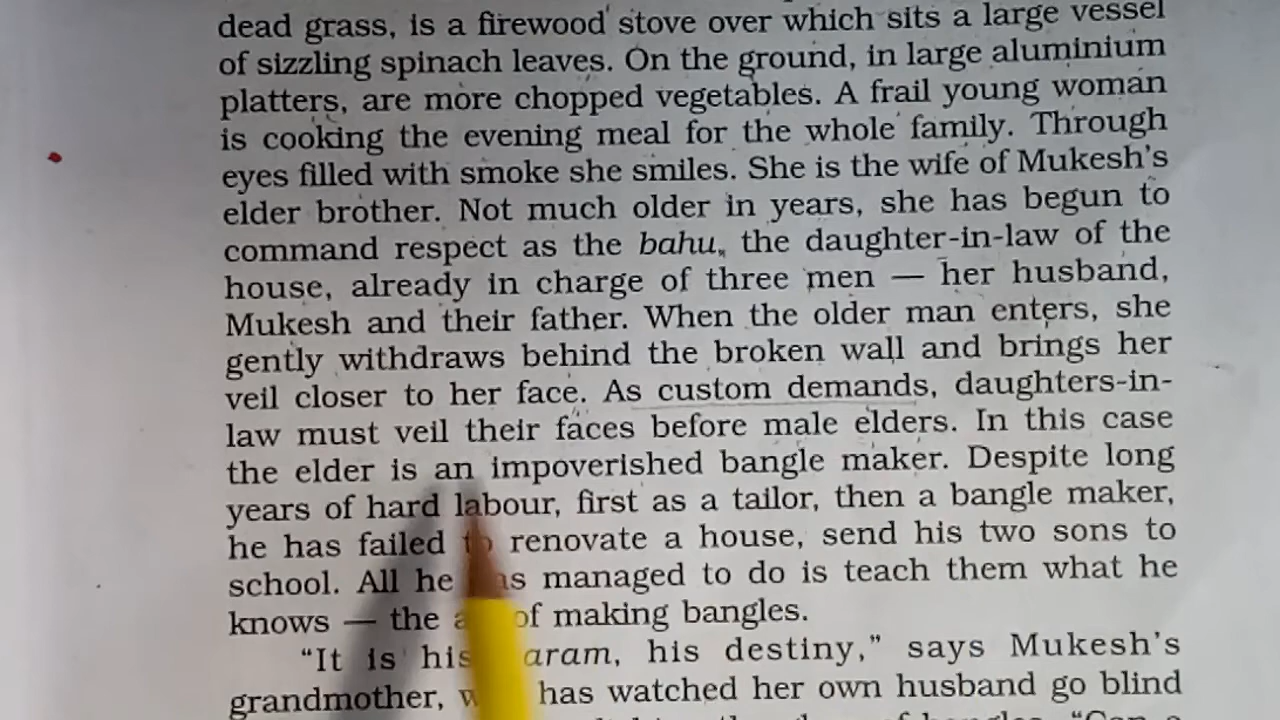 dead grass, is a firewood stove over which sits a large vessel
of sizzling spinach leaves. On the ground, in large aluminium
platters, are more chopped vegetables. A frail young woman
is cooking the evening meal for the whole family. Through
eyes filled with smoke she smiles. She is the wife of Mukesh's
elder brother. Not much older in years, she has begun to
command respect as the bahu, the daughter-in-law of the
house, already in charge of three men — her husband,
Mukesh and their father. When the older man enters, she
gently withdraws behind the broken wall and brings her
veil closer to her face. As custom demands, daughters-in-
law must veil their faces before male elders. In this case
the elder is an impoverished bangle maker. Despite long
years of hard labour, first as a tailor, then a bangle maker,
he has failed to renovate a house, send his two sons to
school. All he managed to do is teach them what he
knows — the of making bangles.
"It is his his destiny," says Mukesh's
grandmother, has watched her own husband go blind